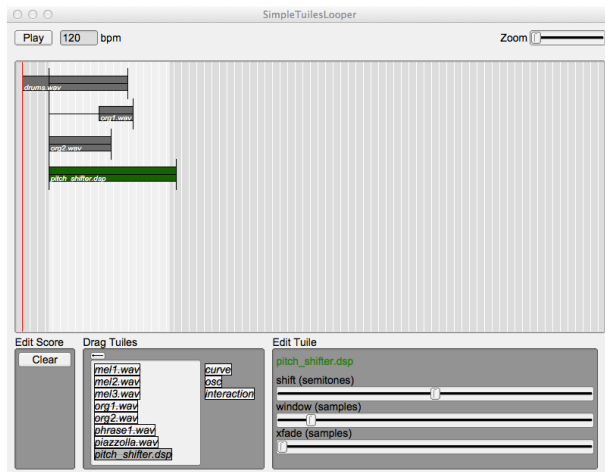 SimpleTuilesLooper
Play 120 bpm Zoom
drums.wav
org1.wav
org2.wav
pitch_shifter.dsp
Edit Score Drag Tuiles Edit Tuile
Clear
mel1.wav curve
mel2.wav osc
mel3.wav interaction
org1.wav
org2.wav
phrase1.wav
piazzolla.wav
pitch_shifter.dsp
pitch_shifter.dsp
shift (semitones)
window (samples)
xfade (samples)